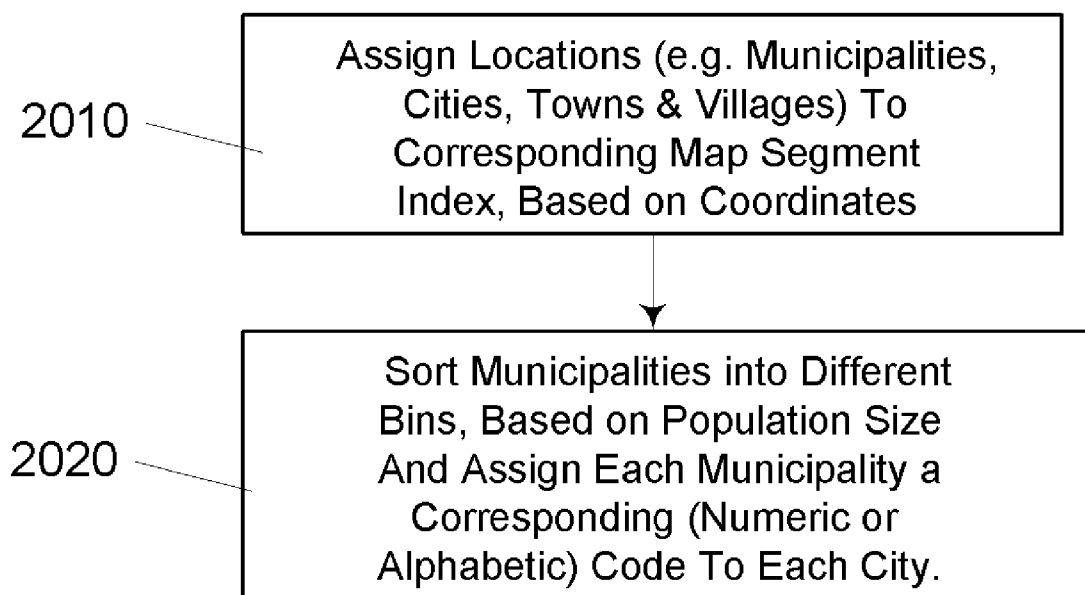 2010
Assign Locations (e.g. Municipalities,
Cities, Towns & Villages) To
Corresponding Map Segment
Index, Based on Coordinates
2020
Sort Municipalities into Different
Bins, Based on Population Size
And Assign Each Municipality a
Corresponding (Numeric or
Alphabetic) Code To Each City.